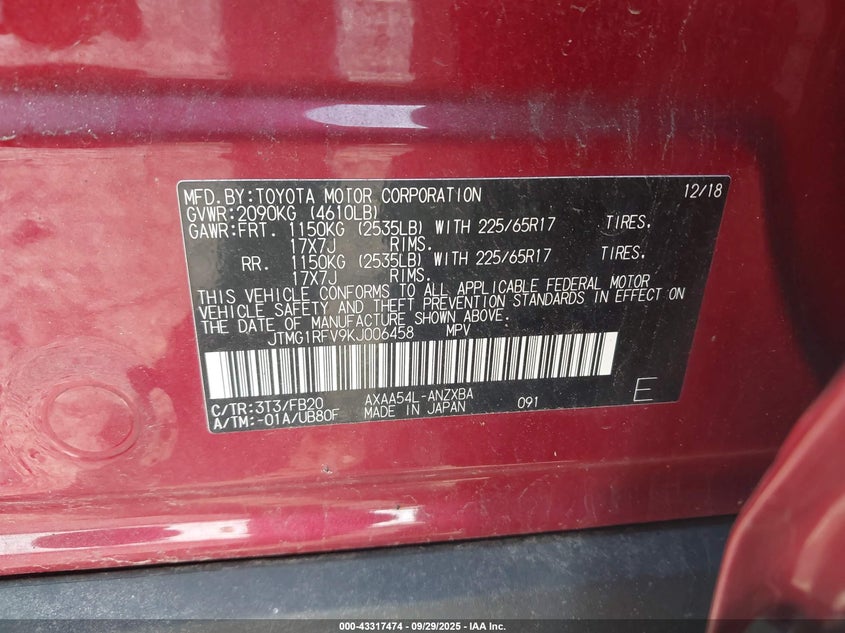 MFD.BY:TOYOTA MOTOR CORPORATION 12/18
GVWR:2090KG (4610LB)
GAWR:FRT. 1150KG (2535LB) WITH 225/65R17 TIRES.
17X7J RIMS.
RR. 1150KG (2535LB) WITH 225/65R17 TIRES.
17X7J RIMS.
THIS VEHICLE CONFORMS TO ALL APPLICABLE FEDERAL MOTOR
VEHICLE SAFETY AND THEFT PREVENTION STANDARDS IN EFFECT ON
THE DATE OF MANUFACTURE SHOWN ABOVE.
JTMG1RFV9KJ006458 MPV
C/TR:3T3/FB20 AXAA54L-ANZXBA
A/TM:-01A/UB80F MADE IN JAPAN 091 E
000-43317474 | 09/29/2025 | IAA Inc.